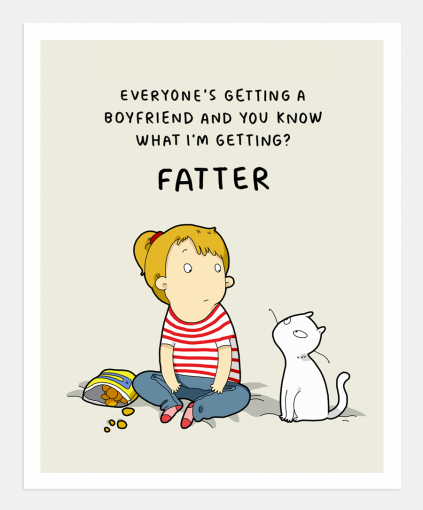 EVERYONE'S GETTING A
BOYFRIEND AND YOU KNOW
WHAT I'M GETTING?
FATTER